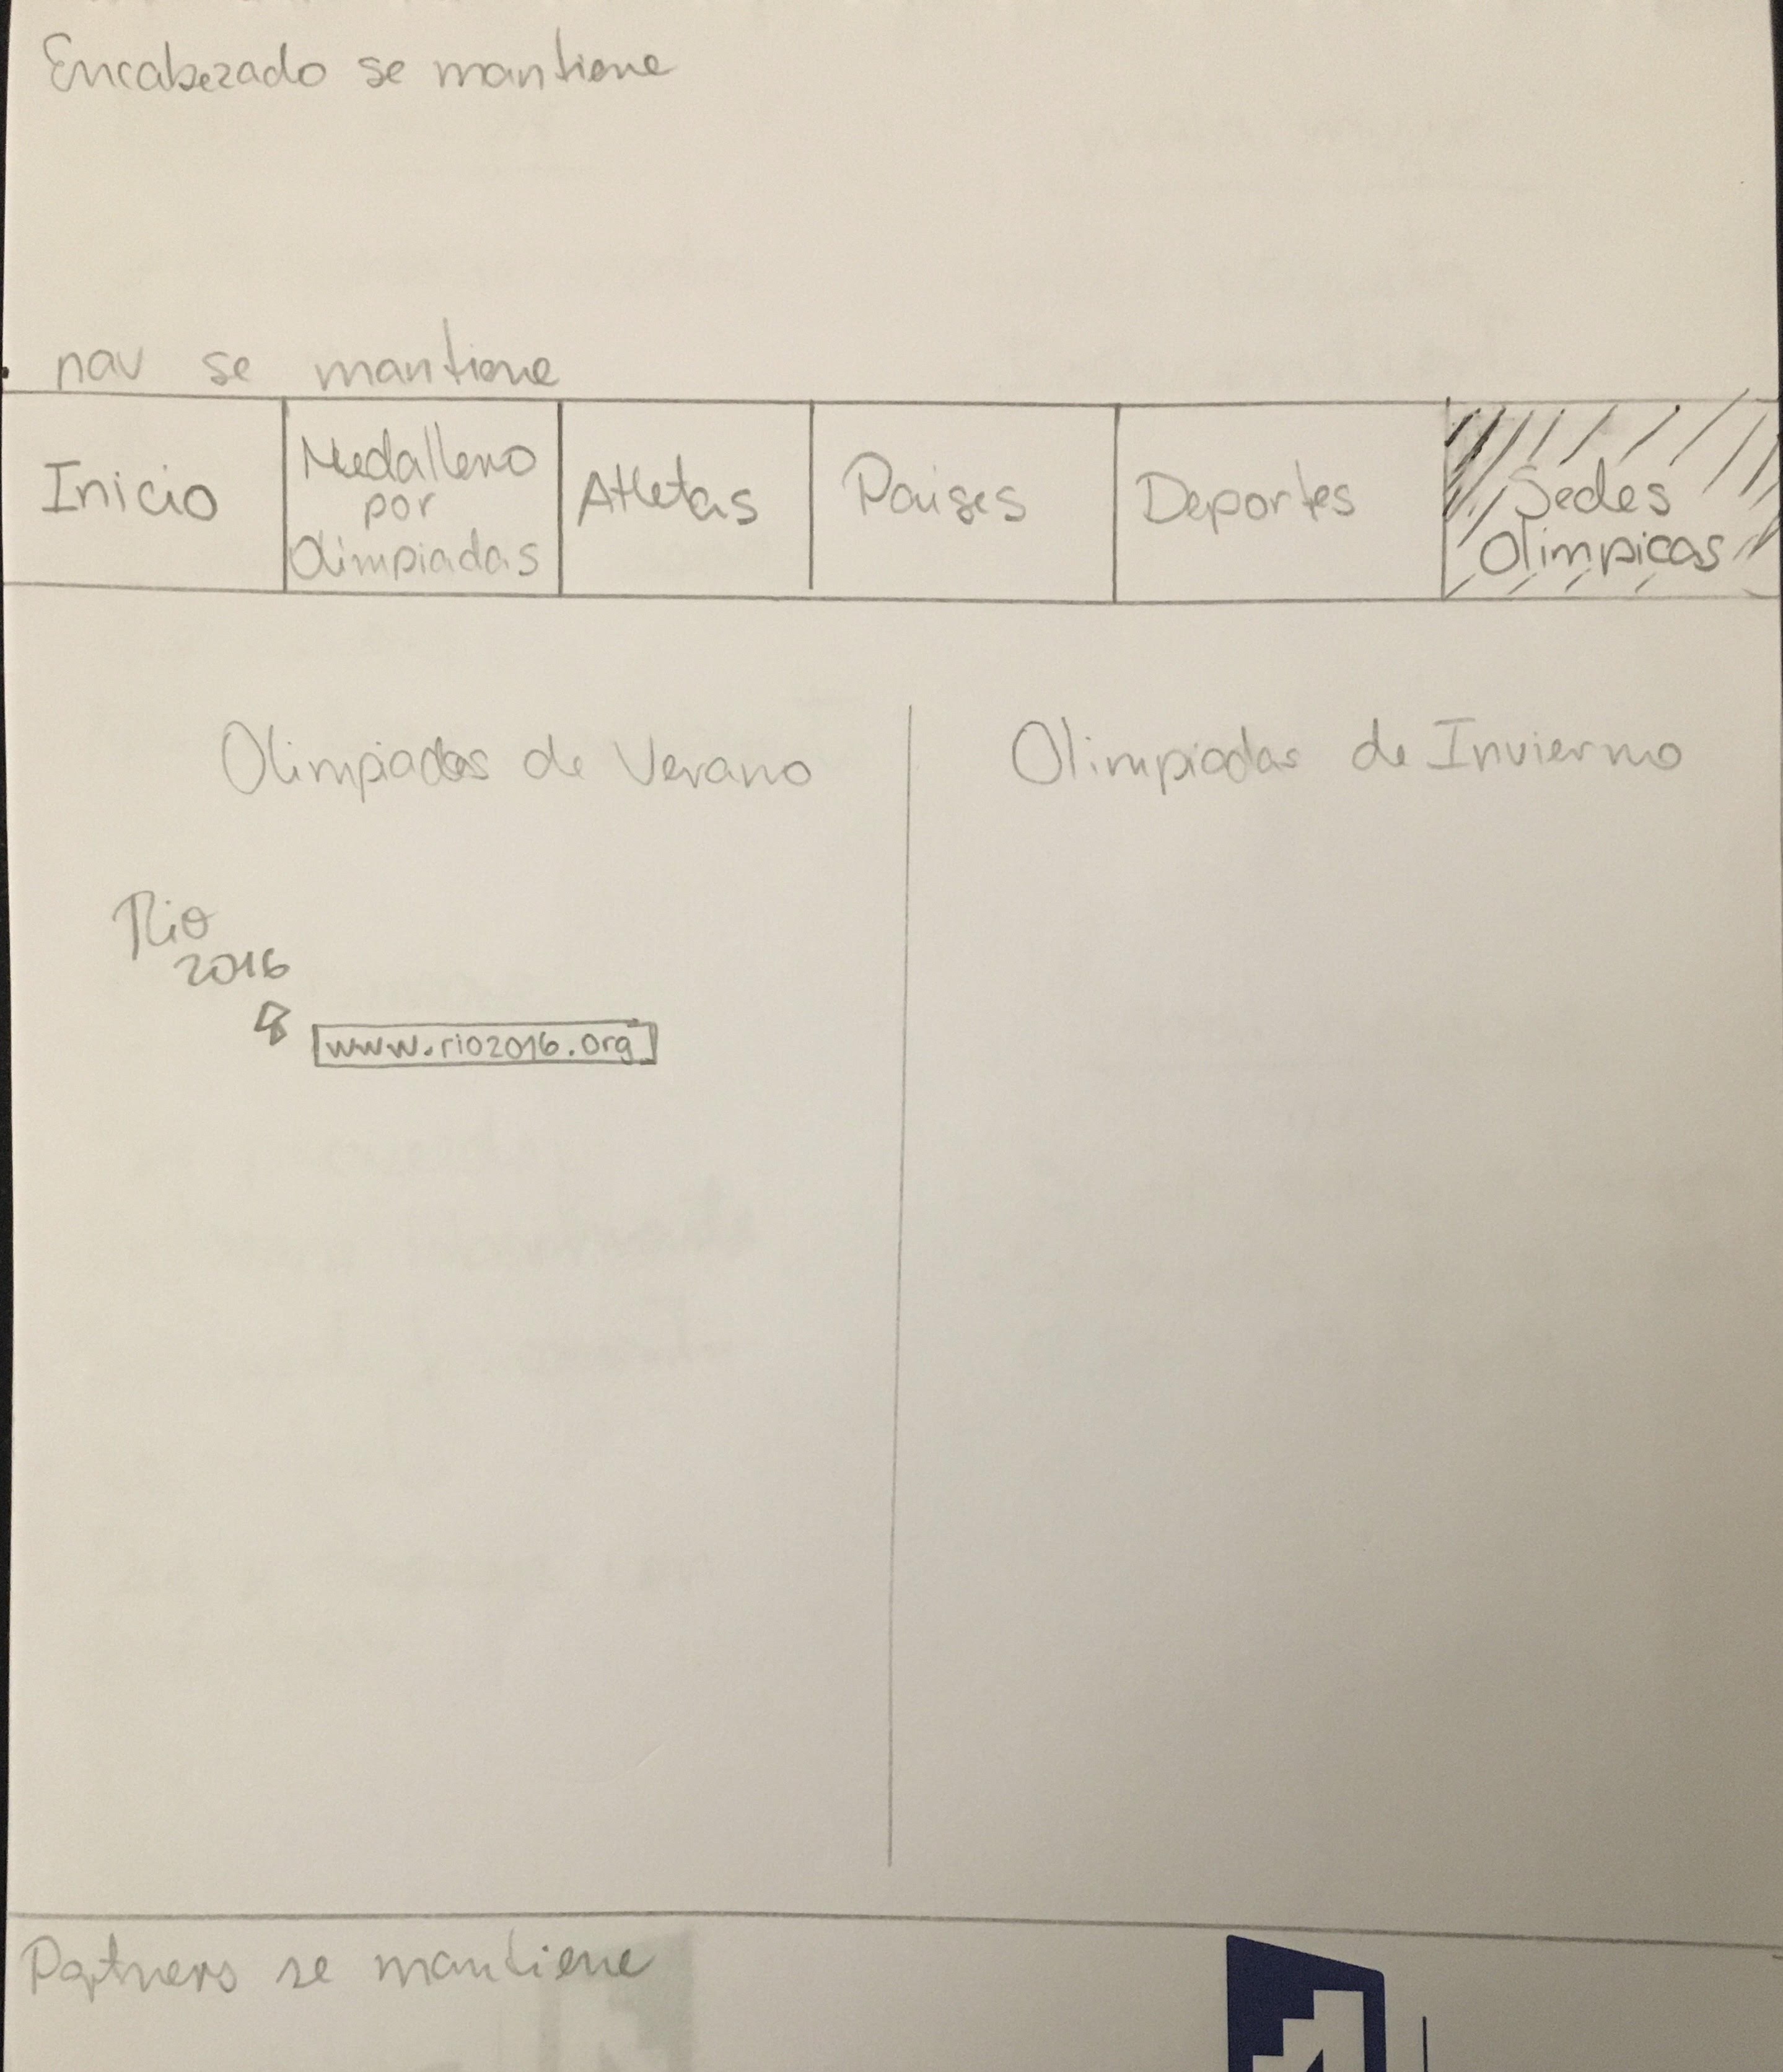 Encabezado se mantiene
nav se mantiene
Inicio
Medallero
por
Olimpiadas
Atletas
Paises
Deportes
Sedes
Olimpicas
Olimpiadas de Verano
Olimpiadas de Invierno
Rio
2016
www.rio2016.org
Partners se mantiene